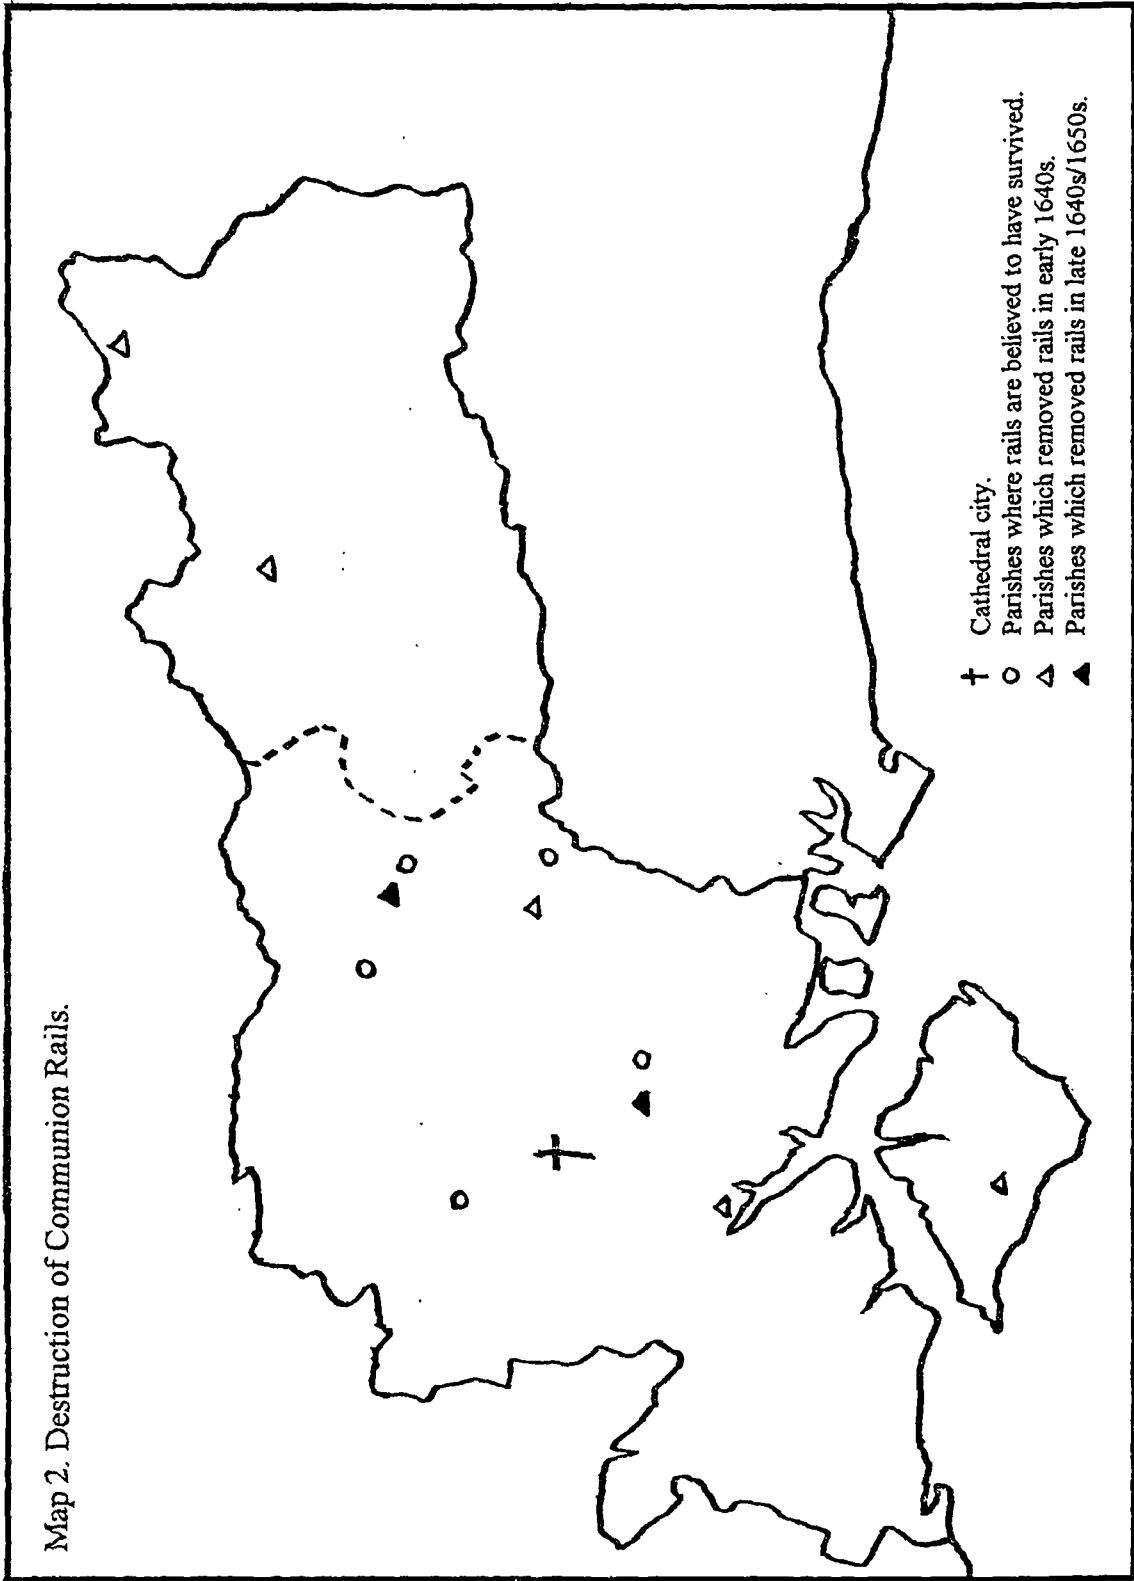 Map 2. Destruction of Communion Rails.
Cathedral city.
Parishes where rails are believed to have survived.
Parishes which removed rails in early 1640s.
Parishes which removed rails in late 1640s/1650s.